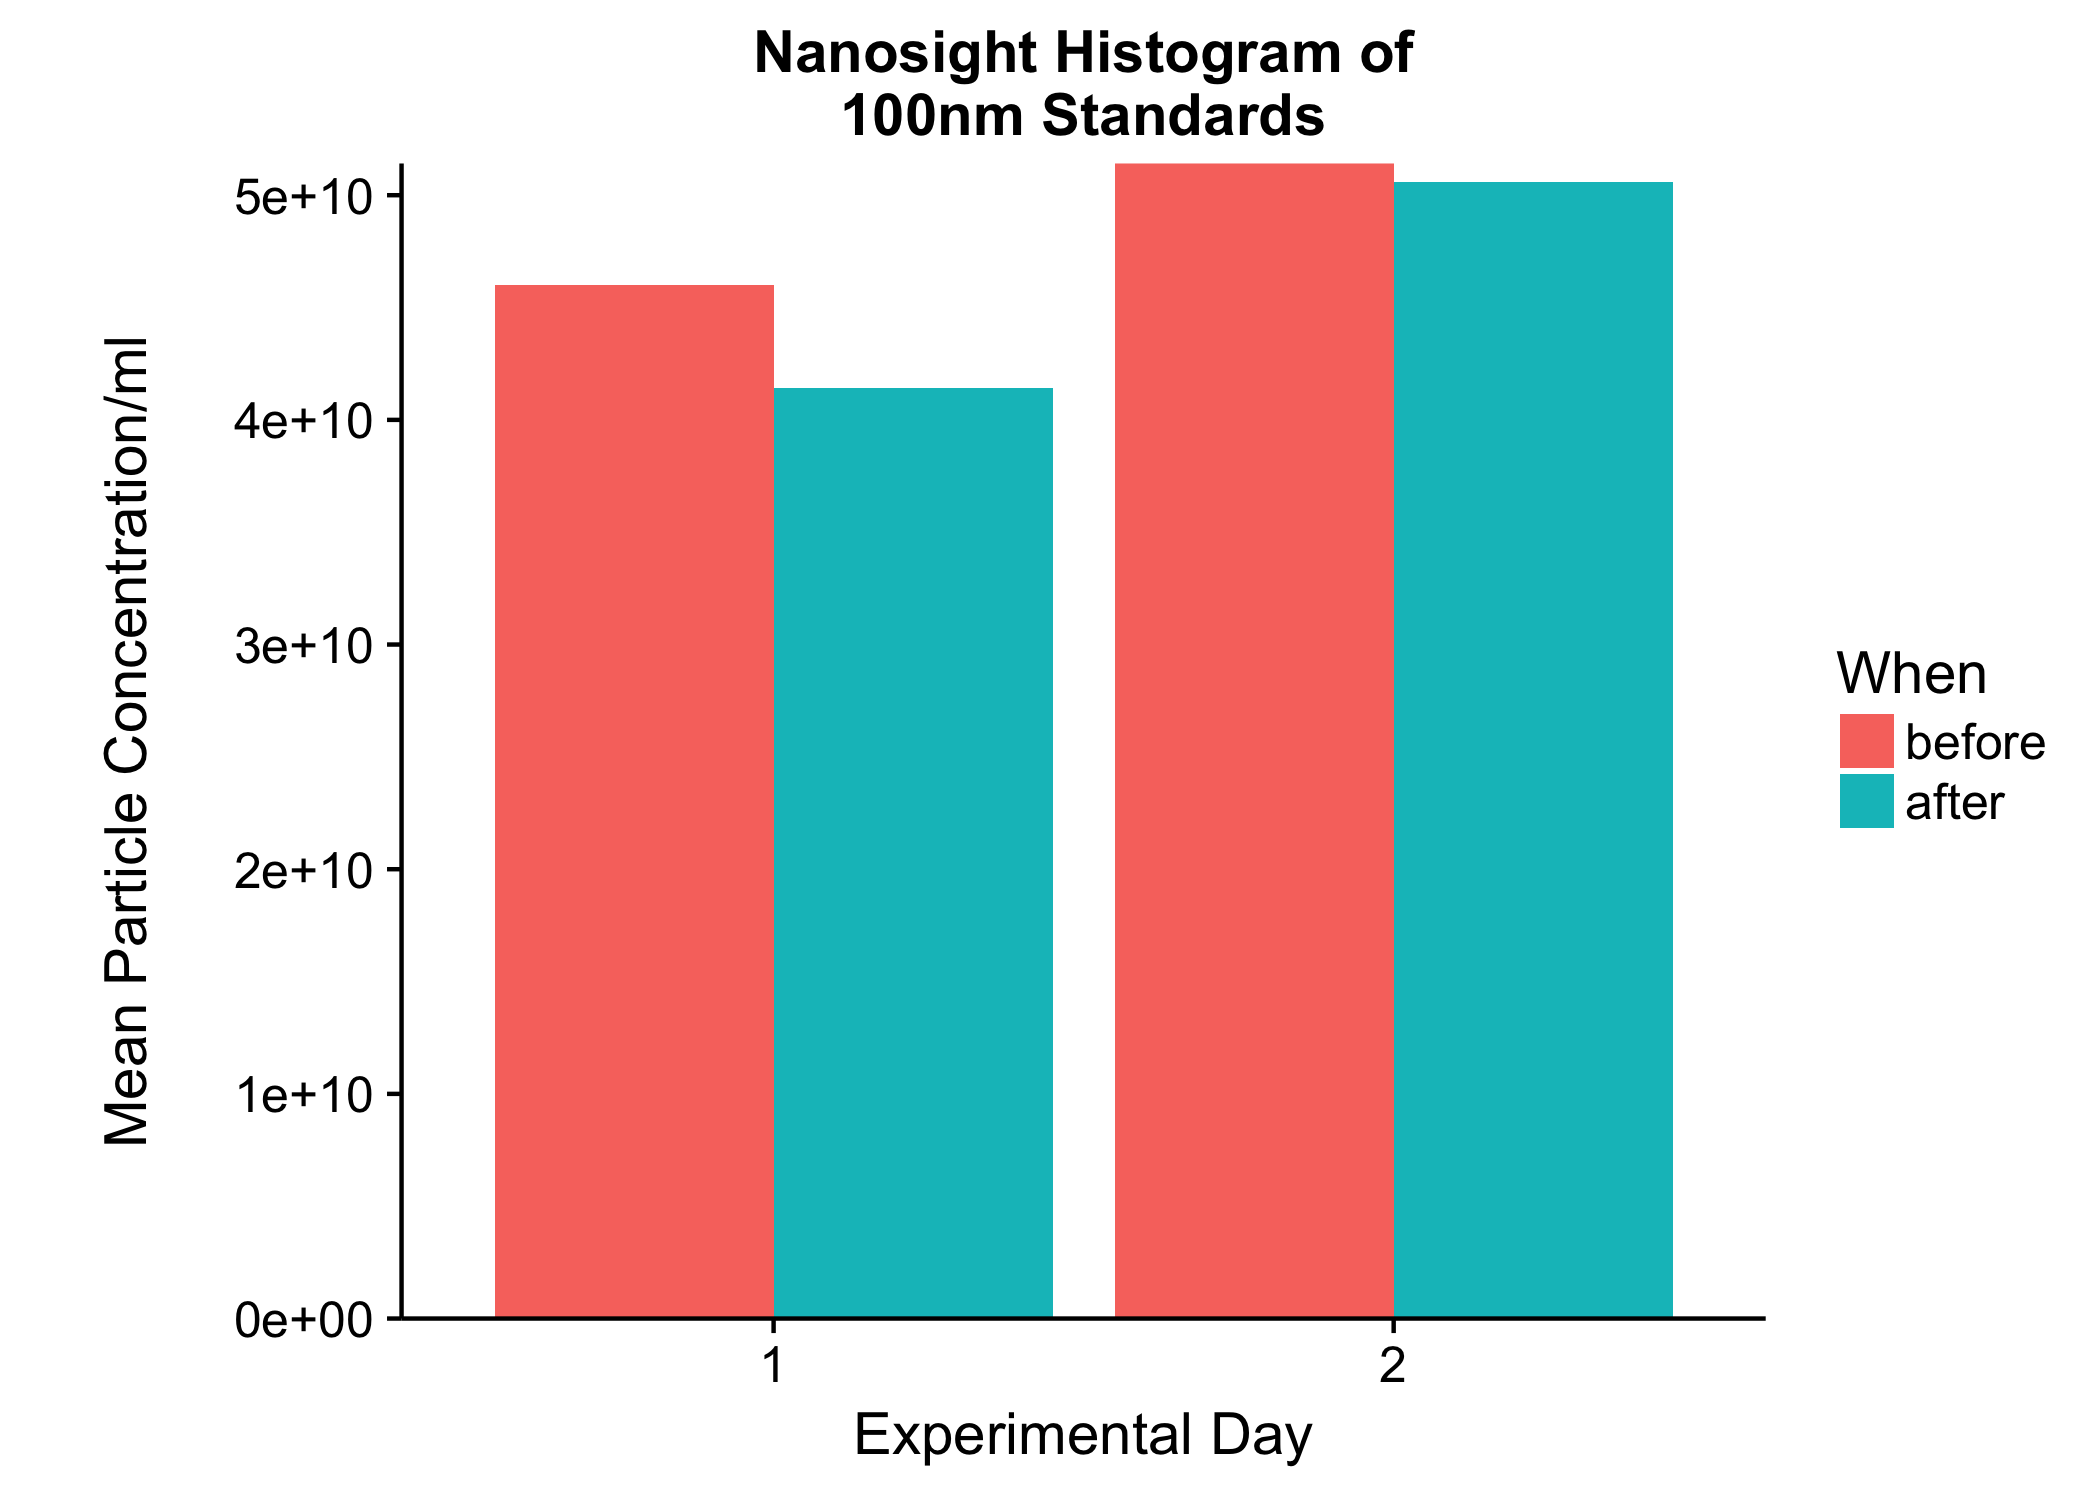 Nanosight Histogram of
100nm Standards
Mean Particle Concentration/ml
5e+10
4e+10
3e+10
2e+10
1e+10
0e+00
1
2
Experimental Day
When
before
after